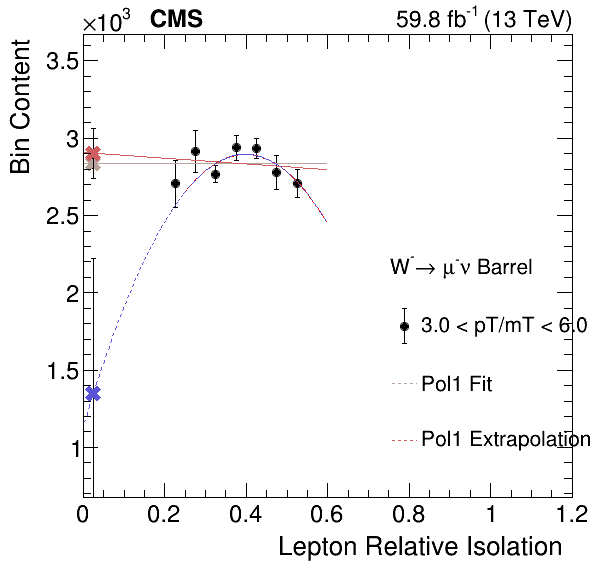 ×10³ CMS 59.8 fb⁻¹ (13 TeV)
Bin Content
3.5
3
2.5
2
1.5
1
W⁻→ μ⁻ν Barrel
3.0 < pT/mT < 6.0
Pol1 Fit
Pol1 Extrapolation
0 0.2 0.4 0.6 0.8 1 1.2
Lepton Relative Isolation